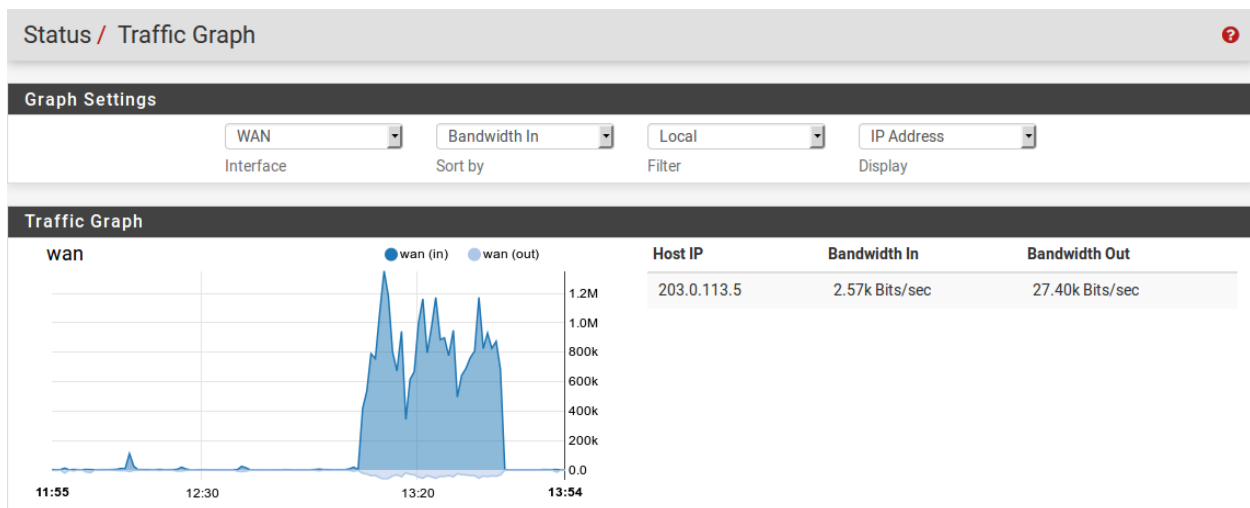 Status / Traffic Graph
Graph Settings
WAN Bandwidth In Local IP Address
Interface Sort by Filter Display
Traffic Graph
wan wan (in) wan (out)
1.2M
1.0M
800k
600k
400k
200k
0.0
11:55 12:30 13:20 13:54
Host IP Bandwidth In Bandwidth Out
203.0.113.5 2.57k Bits/sec 27.40k Bits/sec